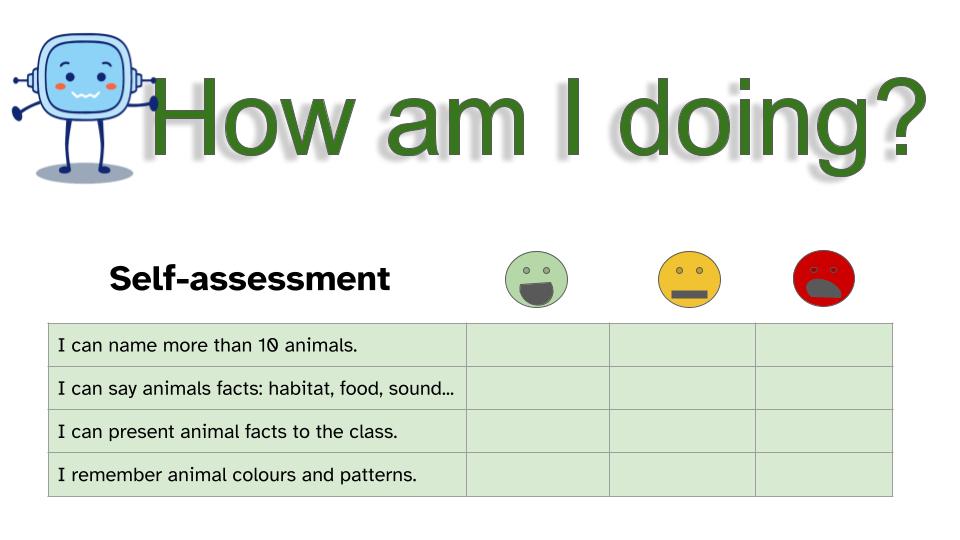 How am I doing?
Self-assessment
I can name more than 10 animals.
I can say animals facts: habitat, food, sound...
I can present animal facts to the class.
I remember animal colours and patterns.